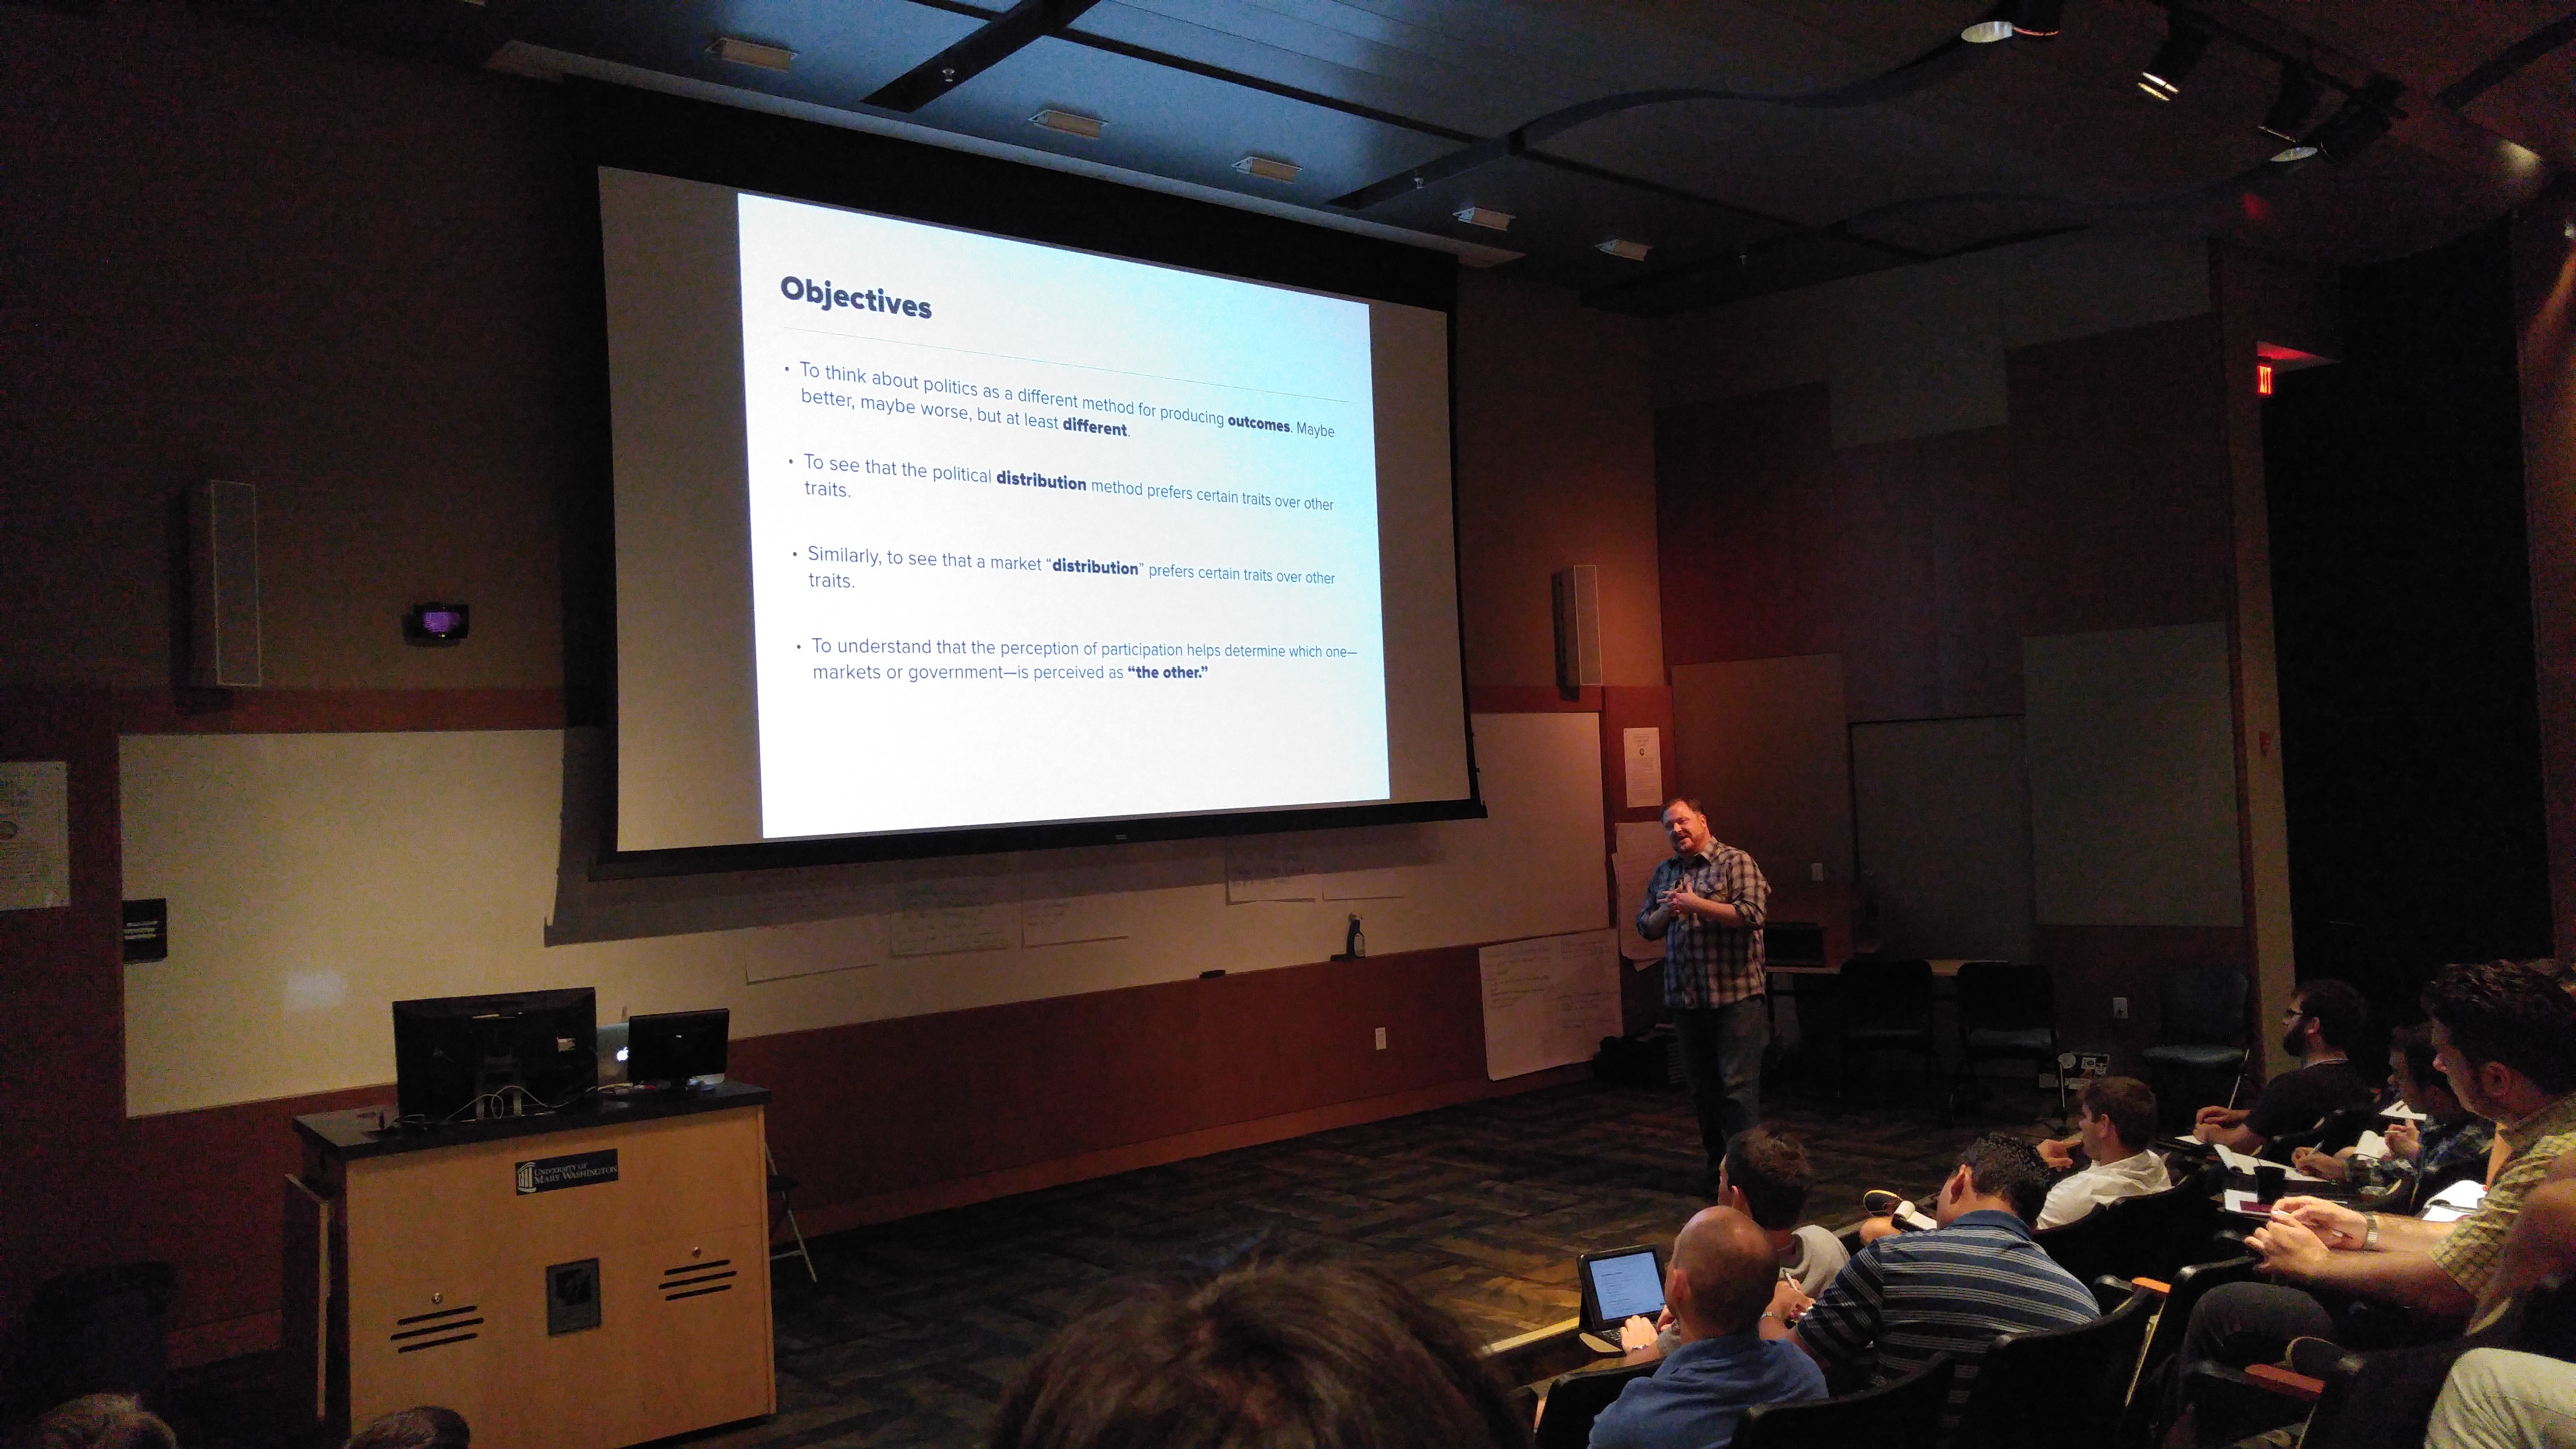 Objectives
• To think about politics as a different method for producing outcomes. Maybe
better, maybe worse, but at least different.
• To see that the political distribution method prefers certain traits over other
traits.
• Similarly, to see that a market “distribution” prefers certain traits over other
traits.
• To understand that the perception of participation helps determine which one—
markets or government—is perceived as “the other.”
UNIVERSITY OF
MARY WASHINGTON